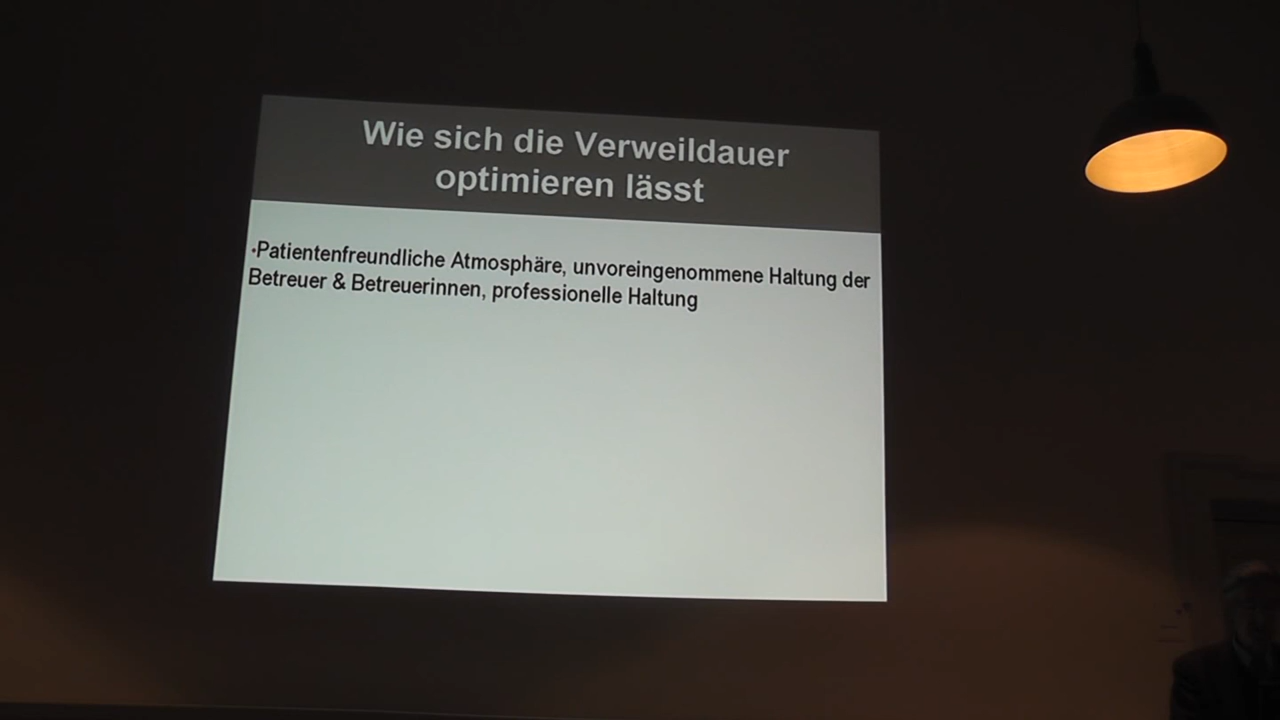 Wie sich die Verweildauer
optimieren lässt
•Patientenfreundliche Atmosphäre, unvoreingenommene Haltung der
Betreuer & Betreuerinnen, professionelle Haltung